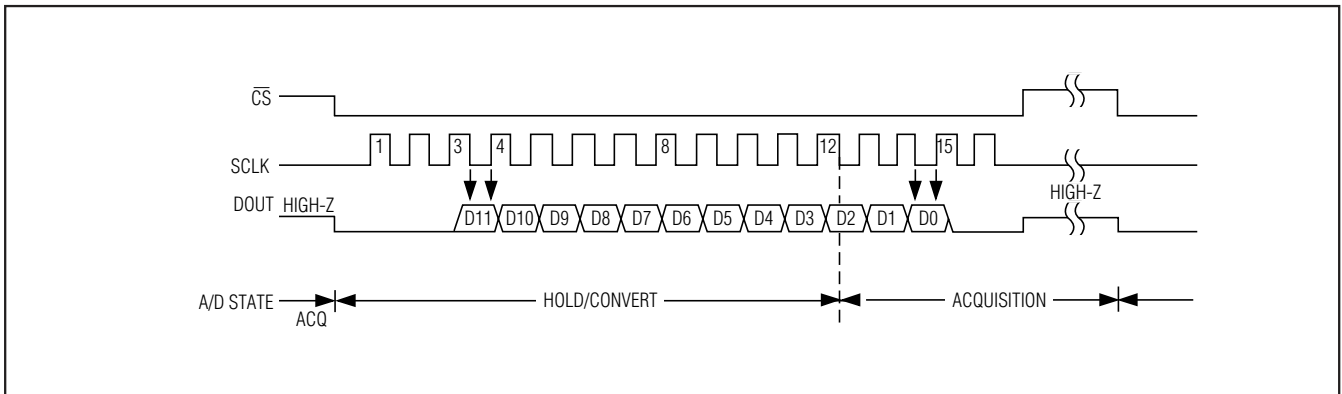 C̅S̅
1 3 4 8 12 15
SCLK
HIGH-Z
DOUT HIGH-Z
D11 D10 D9 D8 D7 D6 D5 D4 D3 D2 D1 D0
A/D STATE HOLD/CONVERT ACQUISITION
ACQ